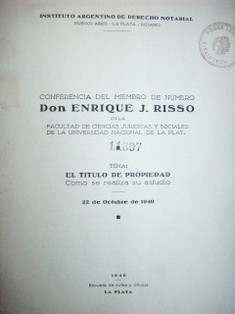 INSTITUTO ARGENTINO DE DERECHO NOTARIAL
BUENOS AIRES - LA PLATA - ROSARIO
CONFERENCIA DEL MIEMBRO DE NÚMERO
Don ENRIQUE J. RISSO
EN LA
FACULTAD DE CIENCIAS JURIDICAS Y SOCIALES
DE LA UNIVERSIDAD NACIONAL DE LA PLATA
11897
TEMA:
EL TITULO DE PROPIEDAD
Como se realiza su estudio
22 de Octubre de 1940
1940
LA PLATA